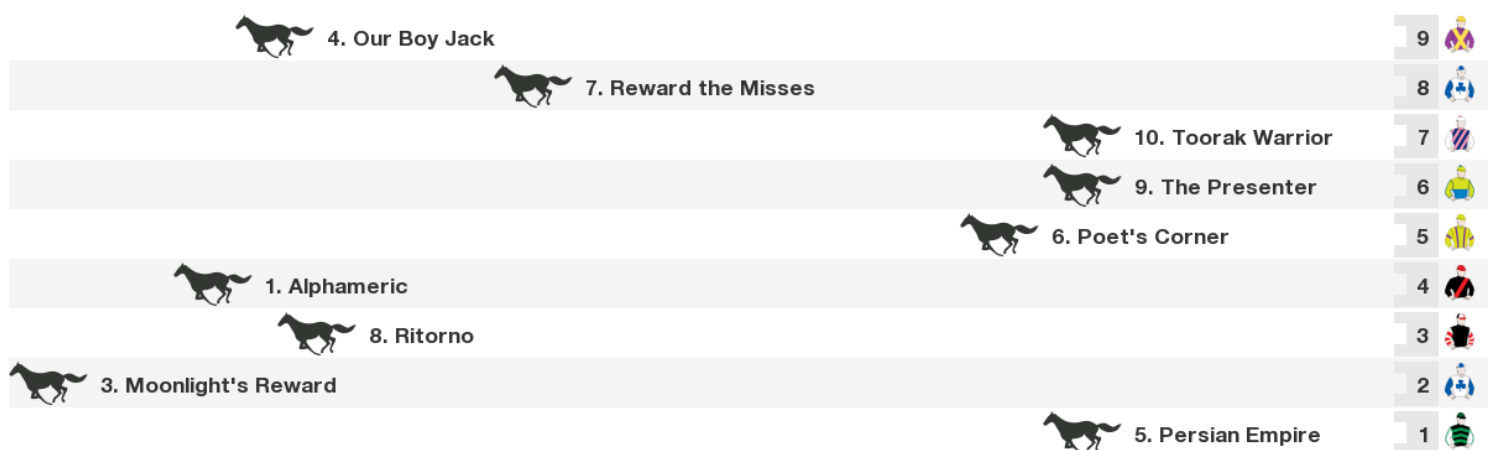 4. Our Boy Jack 9
7. Reward the Misses 8
10. Toorak Warrior 7
9. The Presenter 6
6. Poet's Corner 5
1. Alphameric 4
8. Ritorno 3
3. Moonlight's Reward 2
5. Persian Empire 1